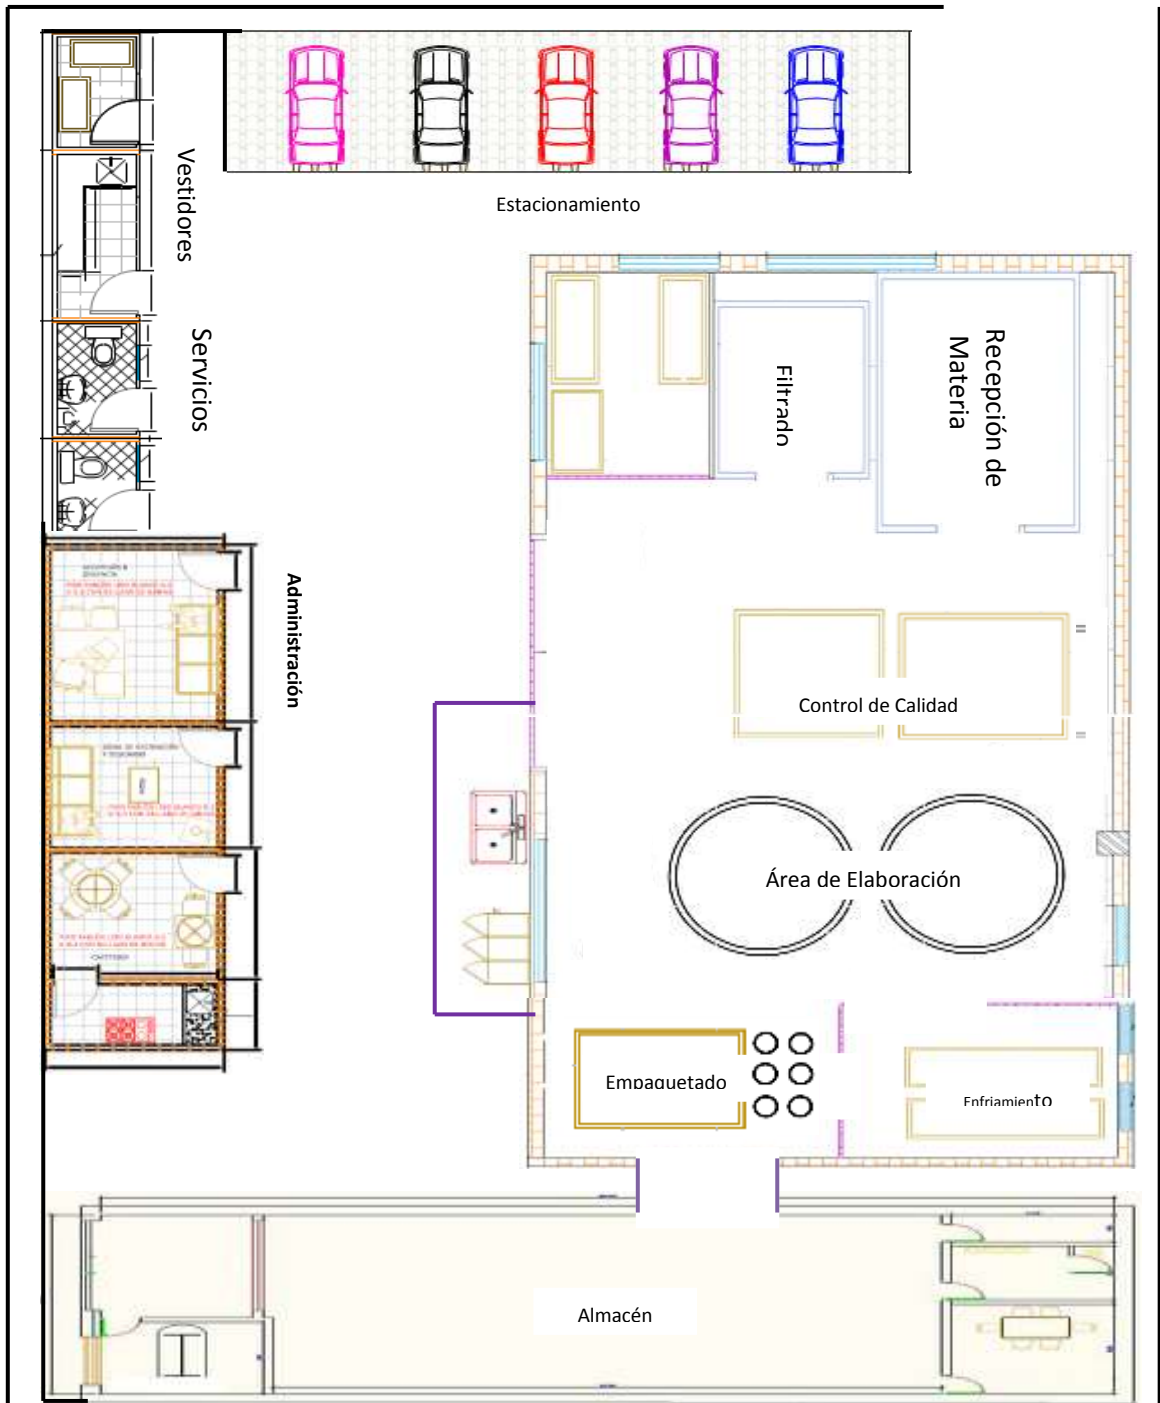 Estacionamiento
Vestidores
Servicios
Filtrado
Recepción de
Materia
Administración
Control de Calidad
Área de Elaboración
Empaquetado
Enfriamiento
Almacén